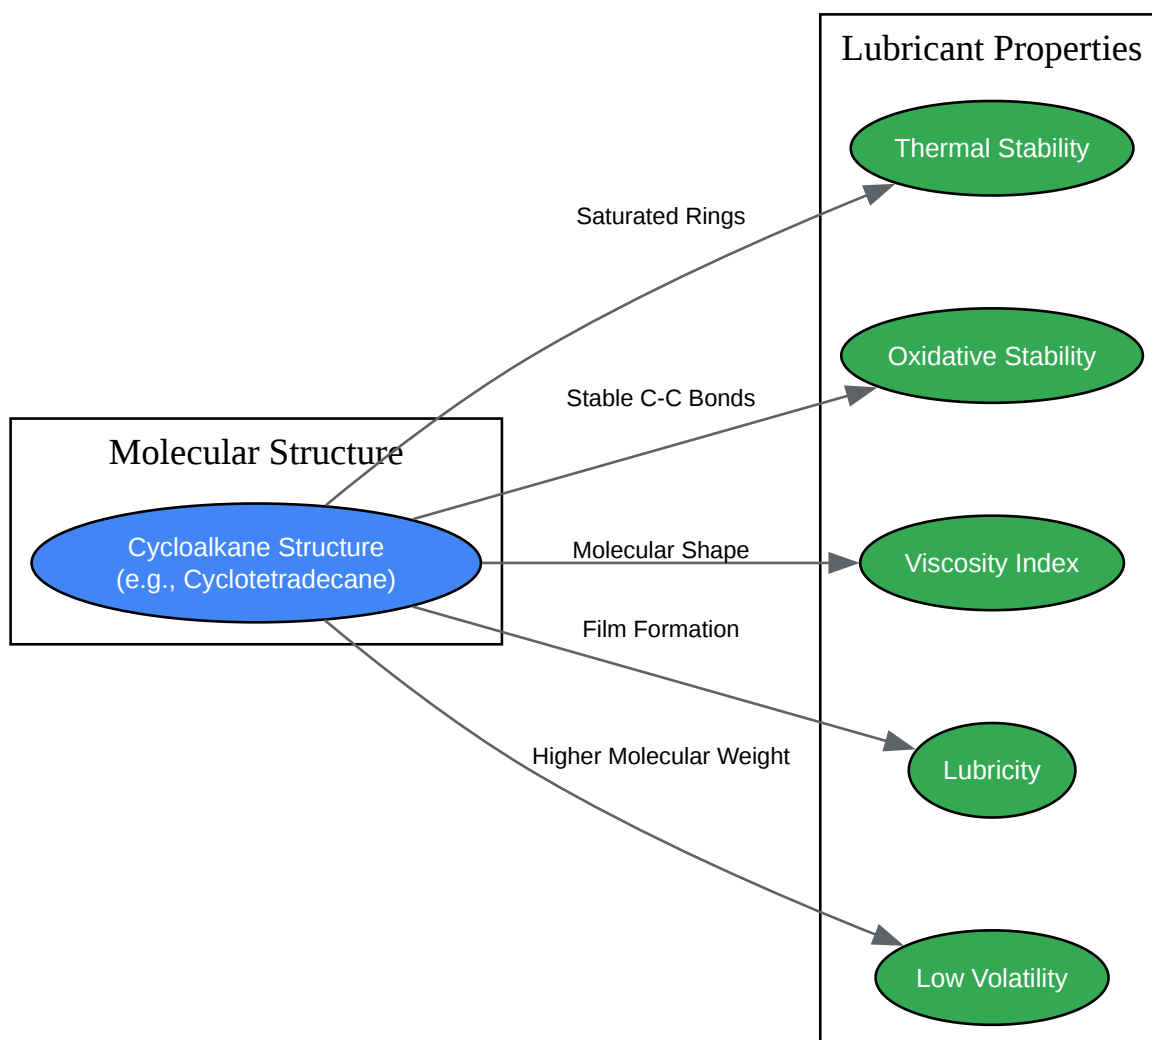 Lubricant Properties
Thermal Stability
Saturated Rings
Oxidative Stability
Stable C-C Bonds
Molecular Structure
Cycloalkane Structure
(e.g., Cyclotetradecane)
Molecular Shape
Viscosity Index
Film Formation
Higher Molecular Weight
Lubricity
Low Volatility